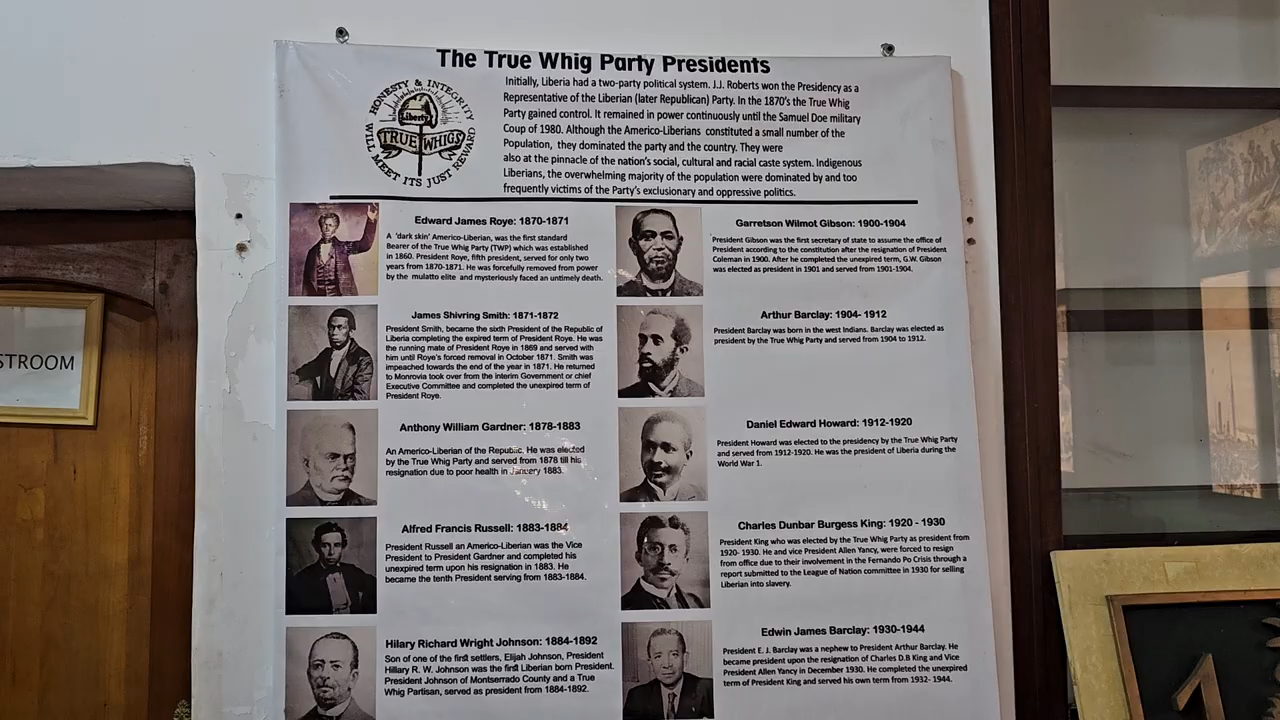 The True Whig Party Presidents
HONESTY & INTEGRITY
Liberty
TRUE WHIGS
WILL MEET ITS JUST REWARD
Initially, Liberia had a two-party political system. J.J. Roberts won the Presidency as a
Representative of the Liberian (later Republican) Party. In the 1870's the True Whig
Party gained control. It remained in power continuously until the Samuel Doe military
Coup of 1980. Although the Americo-Liberians constituted a small number of the
Population, they dominated the party and the country. They were
also at the pinnacle of the nation's social, cultural and racial caste system. Indigenous
Liberians, the overwhelming majority of the population were dominated by and too
frequently victims of the Party's exclusionary and oppressive politics.
Edward James Roye: 1870-1871
A 'dark skin' Americo-Liberian, was the first standard
Bearer of the True Whig Party (TWP) which was established
in 1860. President Roye, fifth president, served for only two
years from 1870-1871. He was forcefully removed from power
by the mulatto elite and mysteriously faced an untimely death.
James Shivring Smith: 1871-1872
President Smith, became the sixth President of the Republic of
Liberia completing the expired term of President Roye. He was
the running mate of President Roye in 1869 and served with
him until Roye's forced removal in October 1871. Smith was
impeached towards the end of the year in 1871. He returned
to Monrovia took over from the interim Government or chief
Executive Committee and completed the unexpired term of
President Roye.
Anthony William Gardner: 1878-1883
An Americo-Liberian of the Republic. He was elected
by the True Whig Party and served from 1878 till his
resignation due to poor health in January 1883.
Alfred Francis Russell: 1883-1884
President Russell an Americo-Liberian was the Vice
President to President Gardner and completed his
unexpired term upon his resignation in 1883. He
became the tenth President serving from 1883-1884.
Hilary Richard Wright Johnson: 1884-1892
Son of one of the first settlers, Elijah Johnson, President
Hillary R. W. Johnson was the first Liberian born President.
President Johnson of Montserrado County and a True
Whig Partisan, served as president from 1884-1892.
Garretson Wilmot Gibson: 1900-1904
President Gibson was the first secretary of state to assume the office of
President according to the constitution after the resignation of President
Coleman in 1900. After he completed the unexpired term, G.W. Gibson
was elected as president in 1901 and served from 1901-1904.
Arthur Barclay: 1904- 1912
President Barclay was born in the west Indians. Barclay was elected as
president by the True Whig Party and served from 1904 to 1912.
Daniel Edward Howard: 1912-1920
President Howard was elected to the presidency by the True Whig Party
and served from 1912-1920. He was the president of Liberia during the
World War 1.
Charles Dunbar Burgess King: 1920 - 1930
President King who was elected by the True Whig Party as president from
1920- 1930. He and vice President Allen Yancy, were forced to resign
from office due to their involvement in the Fernando Po Crisis through a
report submitted to the League of Nation committee in 1930 for selling
Liberian into slavery.
Edwin James Barclay: 1930-1944
President E. J. Barclay was a nephew to President Arthur Barclay. He
became president upon the resignation of Charles D.B King and Vice
President Allen Yancy in December 1930. He completed the unexpired
term of President King and served his own term from 1932- 1944.
STROOM
1